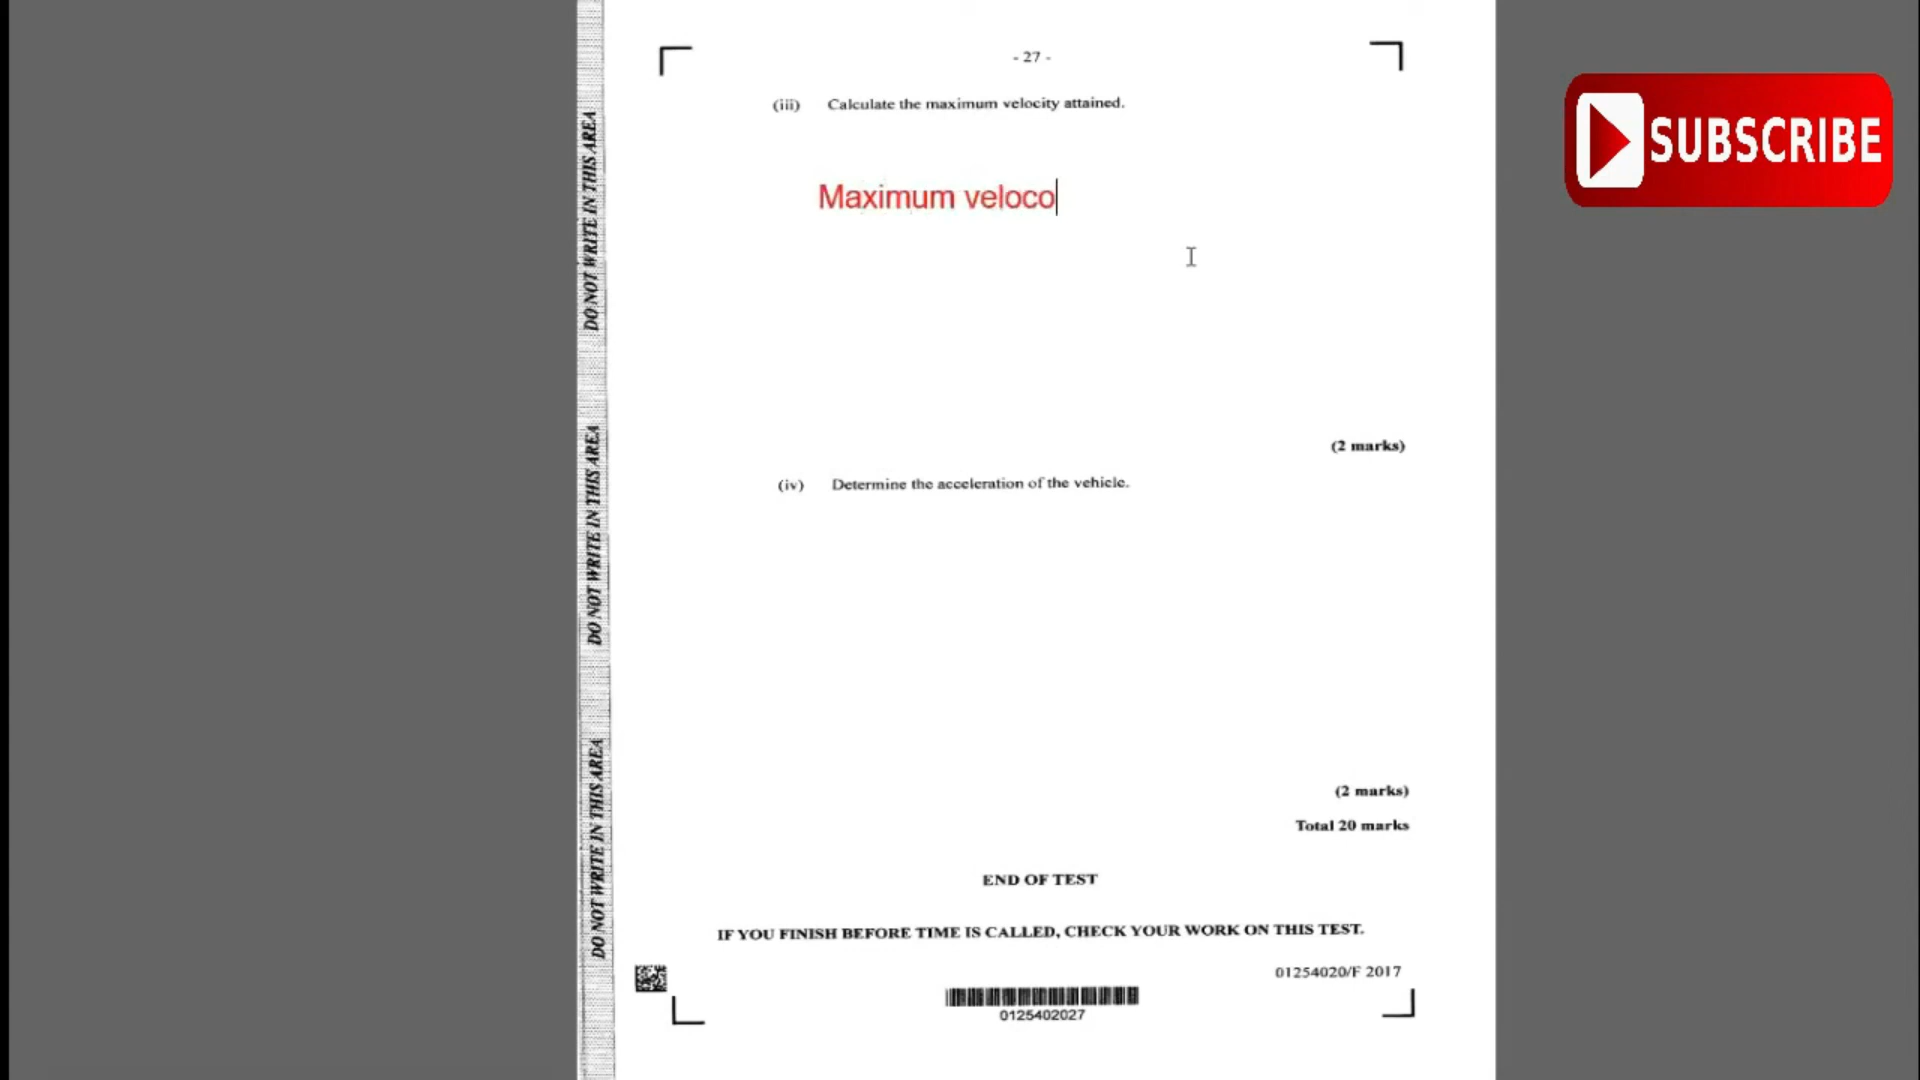 - 27 -
(iii) Calculate the maximum velocity attained.
Maximum veloco
(2 marks)
(iv) Determine the acceleration of the vehicle.
(2 marks)
Total 20 marks
END OF TEST
IF YOU FINISH BEFORE TIME IS CALLED, CHECK YOUR WORK ON THIS TEST.
01254020/F 2017
0125402027
DO NOT WRITE IN THIS AREA
DO NOT WRITE IN THIS AREA
DO NOT WRITE IN THIS AREA
SUBSCRIBE